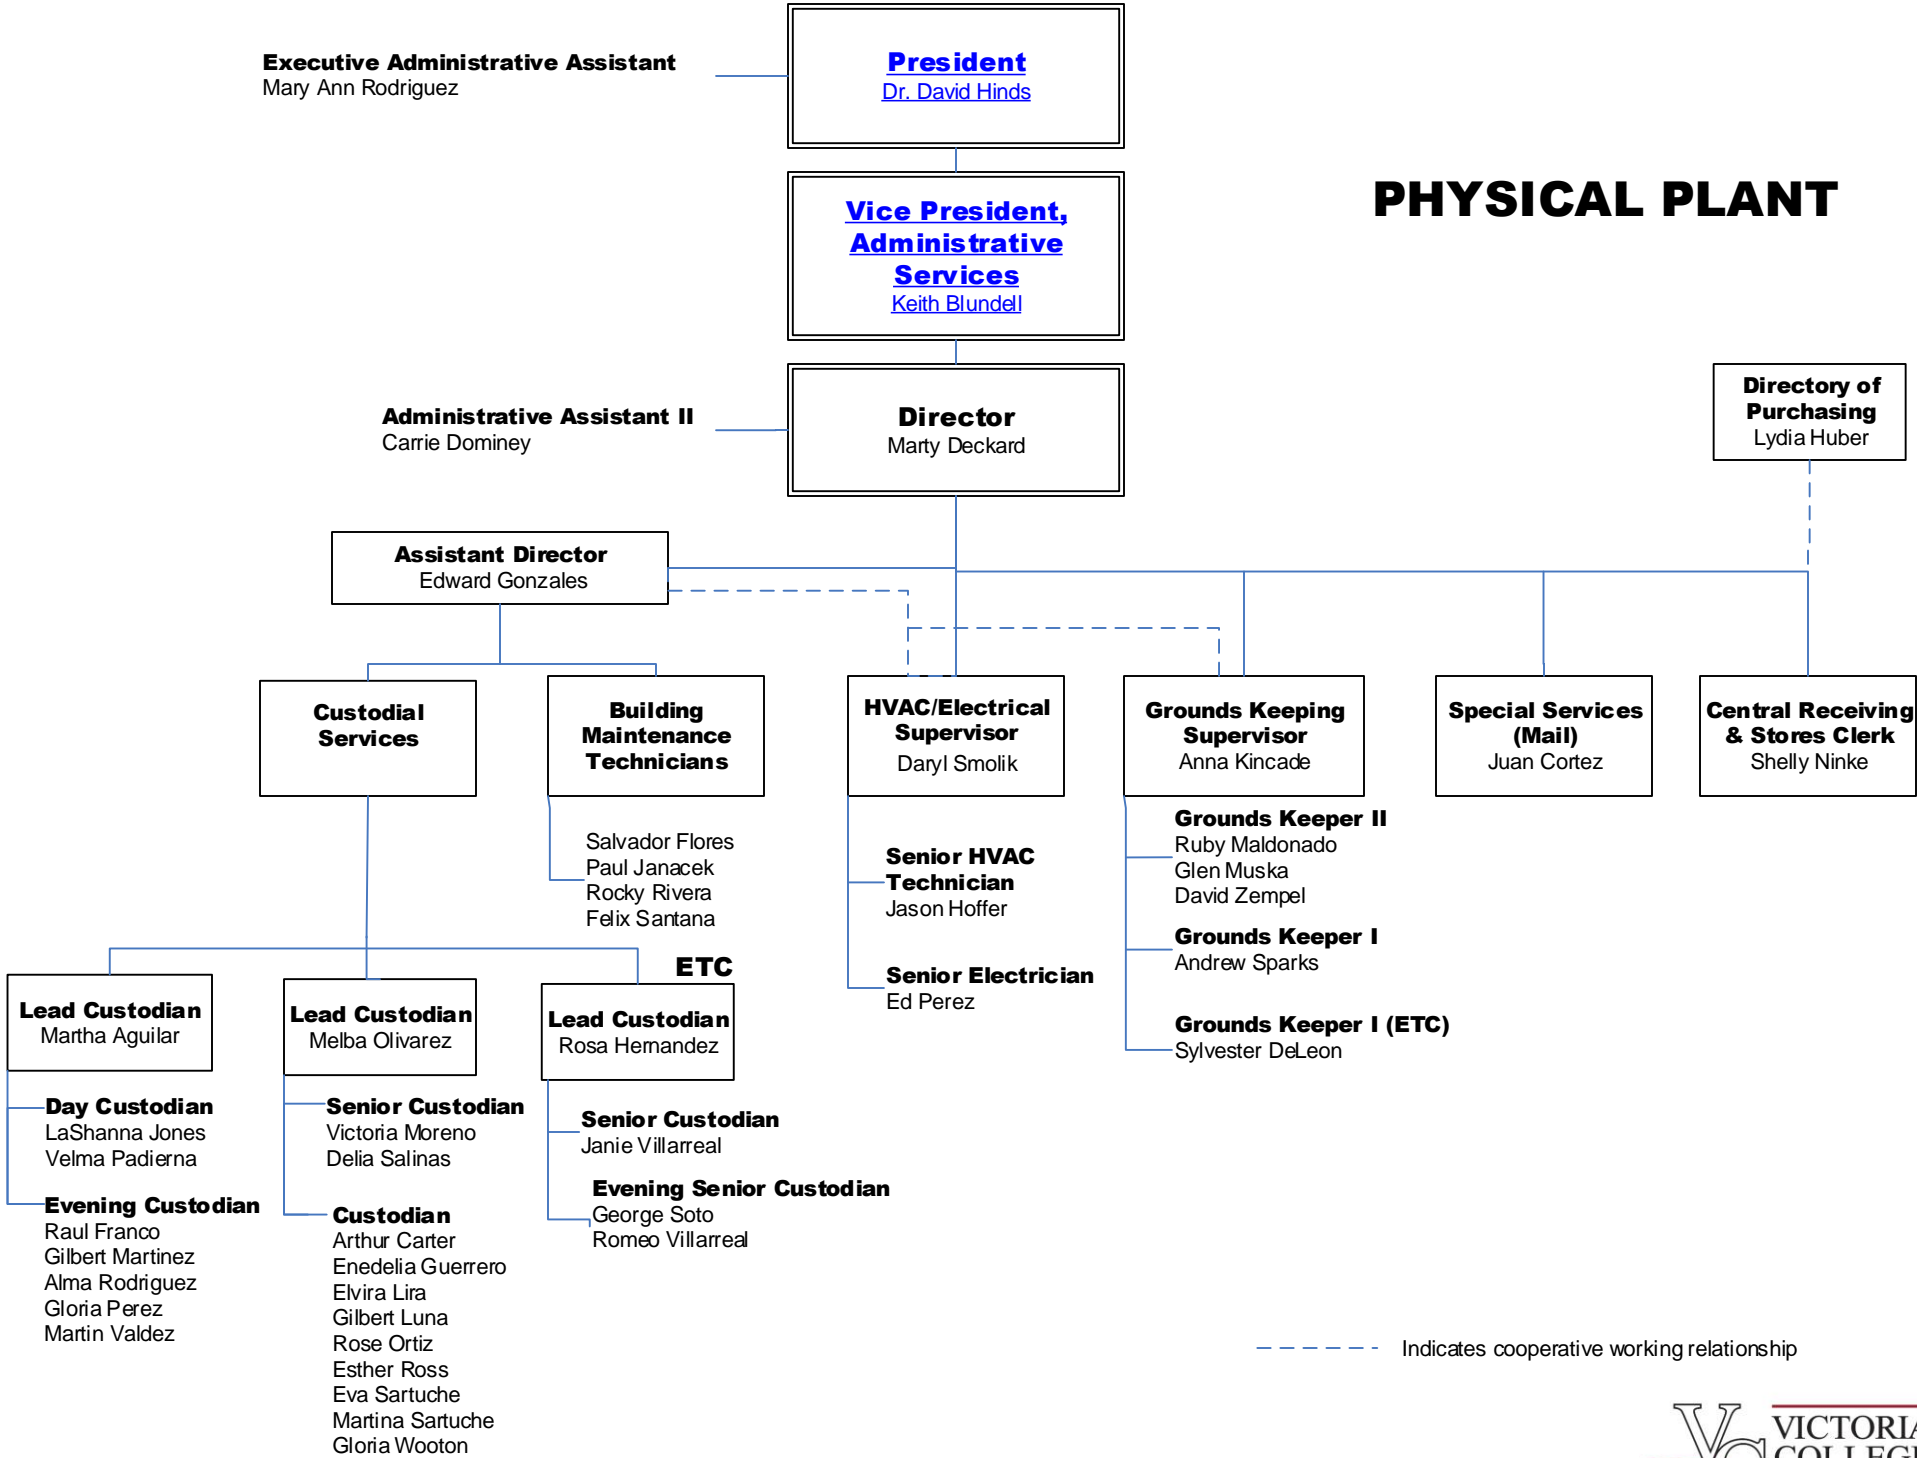 Executive Administrative Assistant
Mary Ann Rodriguez
President
Dr. David Hinds
PHYSICAL PLANT
Vice President,
Administrative
Services
Keith Blundell
Administrative Assistant II
Carrie Dominey
Director
Marty Deckard
Directory of
Purchasing
Lydia Huber
Assistant Director
Edward Gonzales
Custodial
Services
Building
Maintenance
Technicians
HVAC/Electrical
Supervisor
Daryl Smolik
Grounds Keeping
Supervisor
Anna Kincade
Special Services
(Mail)
Juan Cortez
Central Receiving
& Stores Clerk
Shelly Ninke
Salvador Flores
Paul Janacek
Rocky Rivera
Felix Santana
Senior HVAC
Technician
Jason Hoffer
Senior Electrician
Ed Perez
Grounds Keeper II
Ruby Maldonado
Glen Muska
David Zempel
Grounds Keeper I
Andrew Sparks
Grounds Keeper I (ETC)
Sylvester DeLeon
Lead Custodian
Martha Aguilar
Lead Custodian
Melba Olivarez
ETC
Lead Custodian
Rosa Hernandez
Day Custodian
LaShanna Jones
Velma Padierna
Evening Custodian
Raul Franco
Gilbert Martinez
Alma Rodriguez
Gloria Perez
Martin Valdez
Senior Custodian
Victoria Moreno
Delia Salinas
Custodian
Arthur Carter
Enedelia Guerrero
Elvira Lira
Gilbert Luna
Rose Ortiz
Esther Ross
Eva Sartuche
Martina Sartuche
Gloria Wooton
Senior Custodian
Janie Villarreal
Evening Senior Custodian
George Soto
Romeo Villarreal
Indicates cooperative working relationship
VC
VICTORIA
COLLEGE